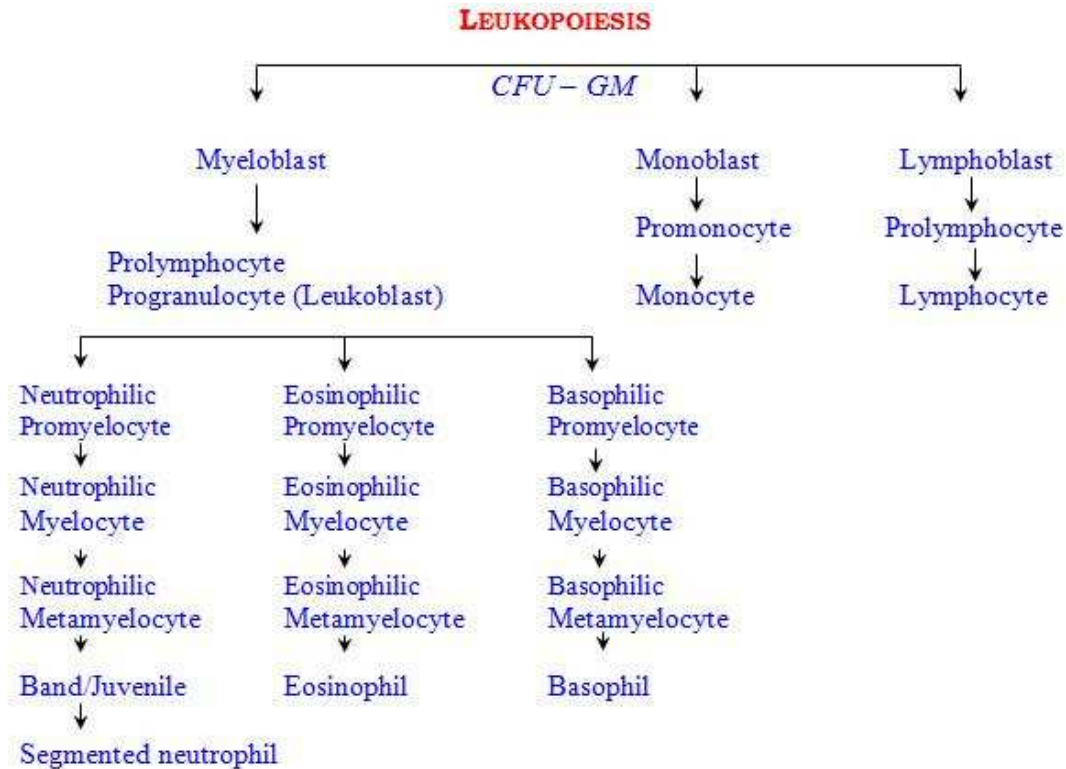 LEUKOPOIESIS
CFU – GM
Myeloblast
Monoblast
Lymphoblast
Promonocyte
Prolymphocyte
Prolymphocyte
Progranulocyte (Leukoblast)
Monocyte
Lymphocyte
Neutrophilic
Promyelocyte
Eosinophilic
Promyelocyte
Basophilic
Promyelocyte
Neutrophilic
Myelocyte
Eosinophilic
Myelocyte
Basophilic
Myelocyte
Neutrophilic
Metamyelocyte
Eosinophilic
Metamyelocyte
Basophilic
Metamyelocyte
Band/Juvenile
Eosinophil
Basophil
Segmented neutrophil